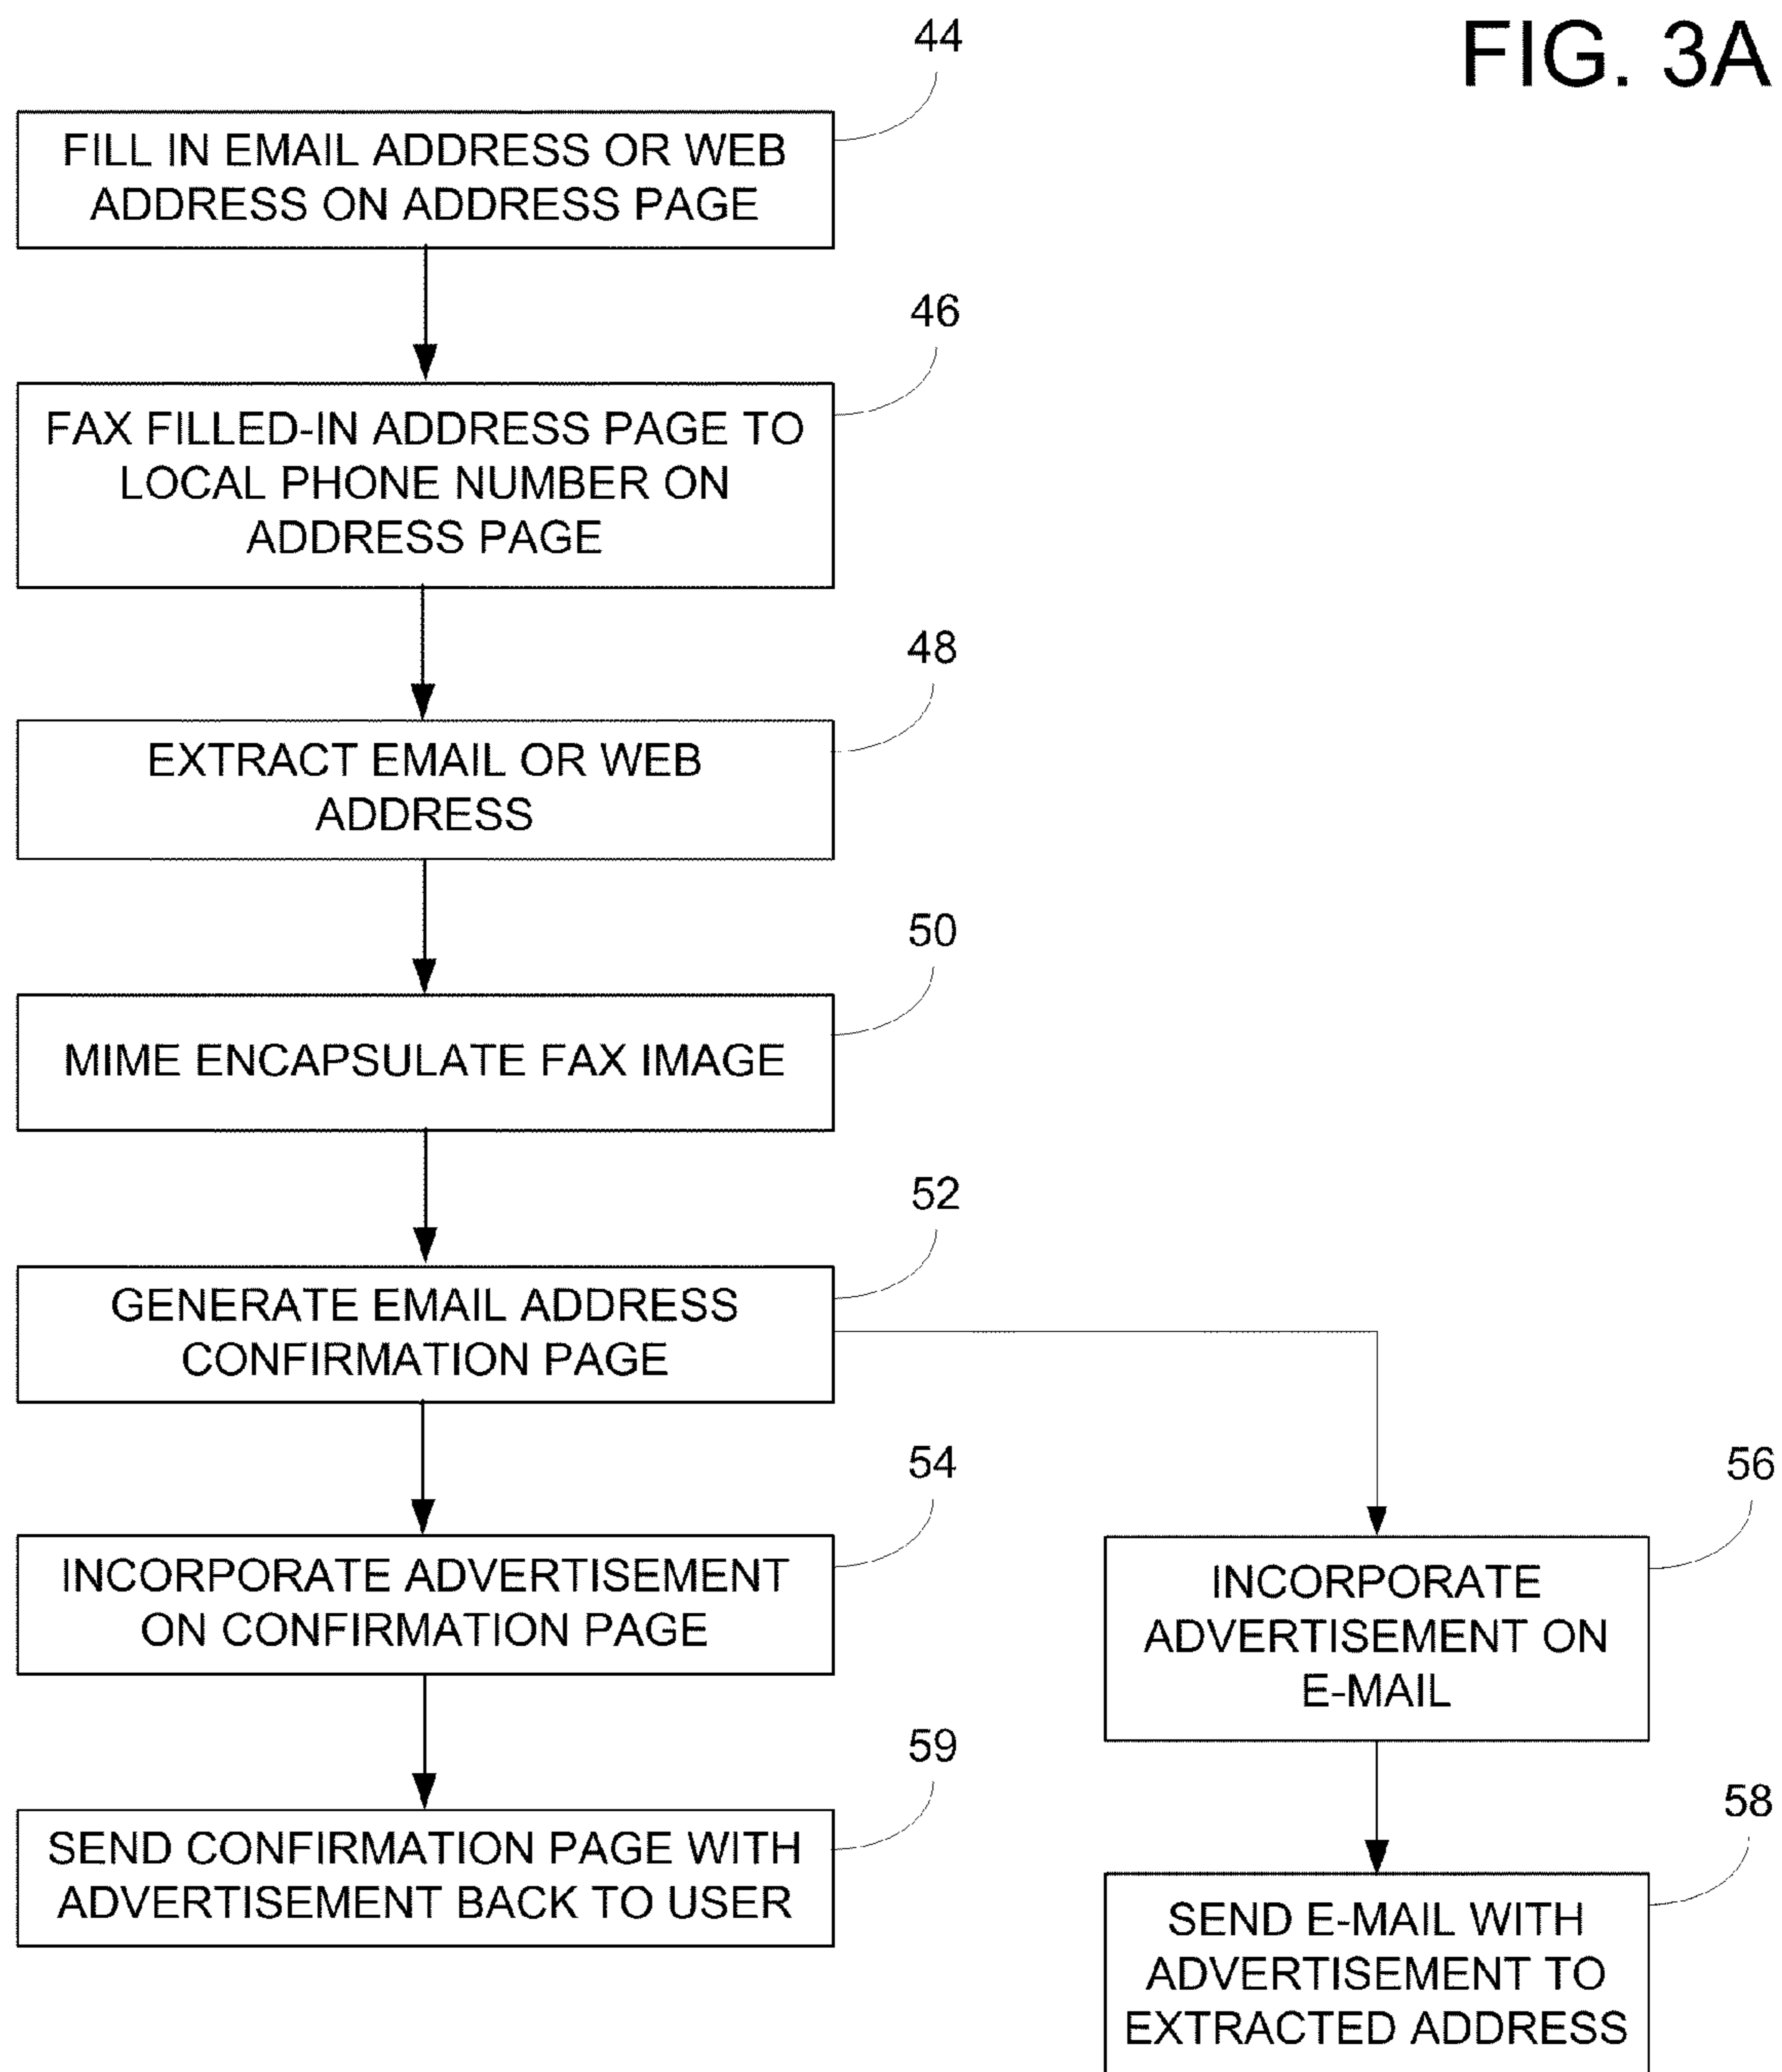 FIG. 3A
44
FILL IN EMAIL ADDRESS OR WEB
ADDRESS ON ADDRESS PAGE
46
FAX FILLED-IN ADDRESS PAGE TO
LOCAL PHONE NUMBER ON
ADDRESS PAGE
48
EXTRACT EMAIL OR WEB
ADDRESS
50
MIME ENCAPSULATE FAX IMAGE
52
GENERATE EMAIL ADDRESS
CONFIRMATION PAGE
54
INCORPORATE ADVERTISEMENT
ON CONFIRMATION PAGE
59
SEND CONFIRMATION PAGE WITH
ADVERTISEMENT BACK TO USER
56
INCORPORATE
ADVERTISEMENT ON
E-MAIL
58
SEND E-MAIL WITH
ADVERTISEMENT TO
EXTRACTED ADDRESS